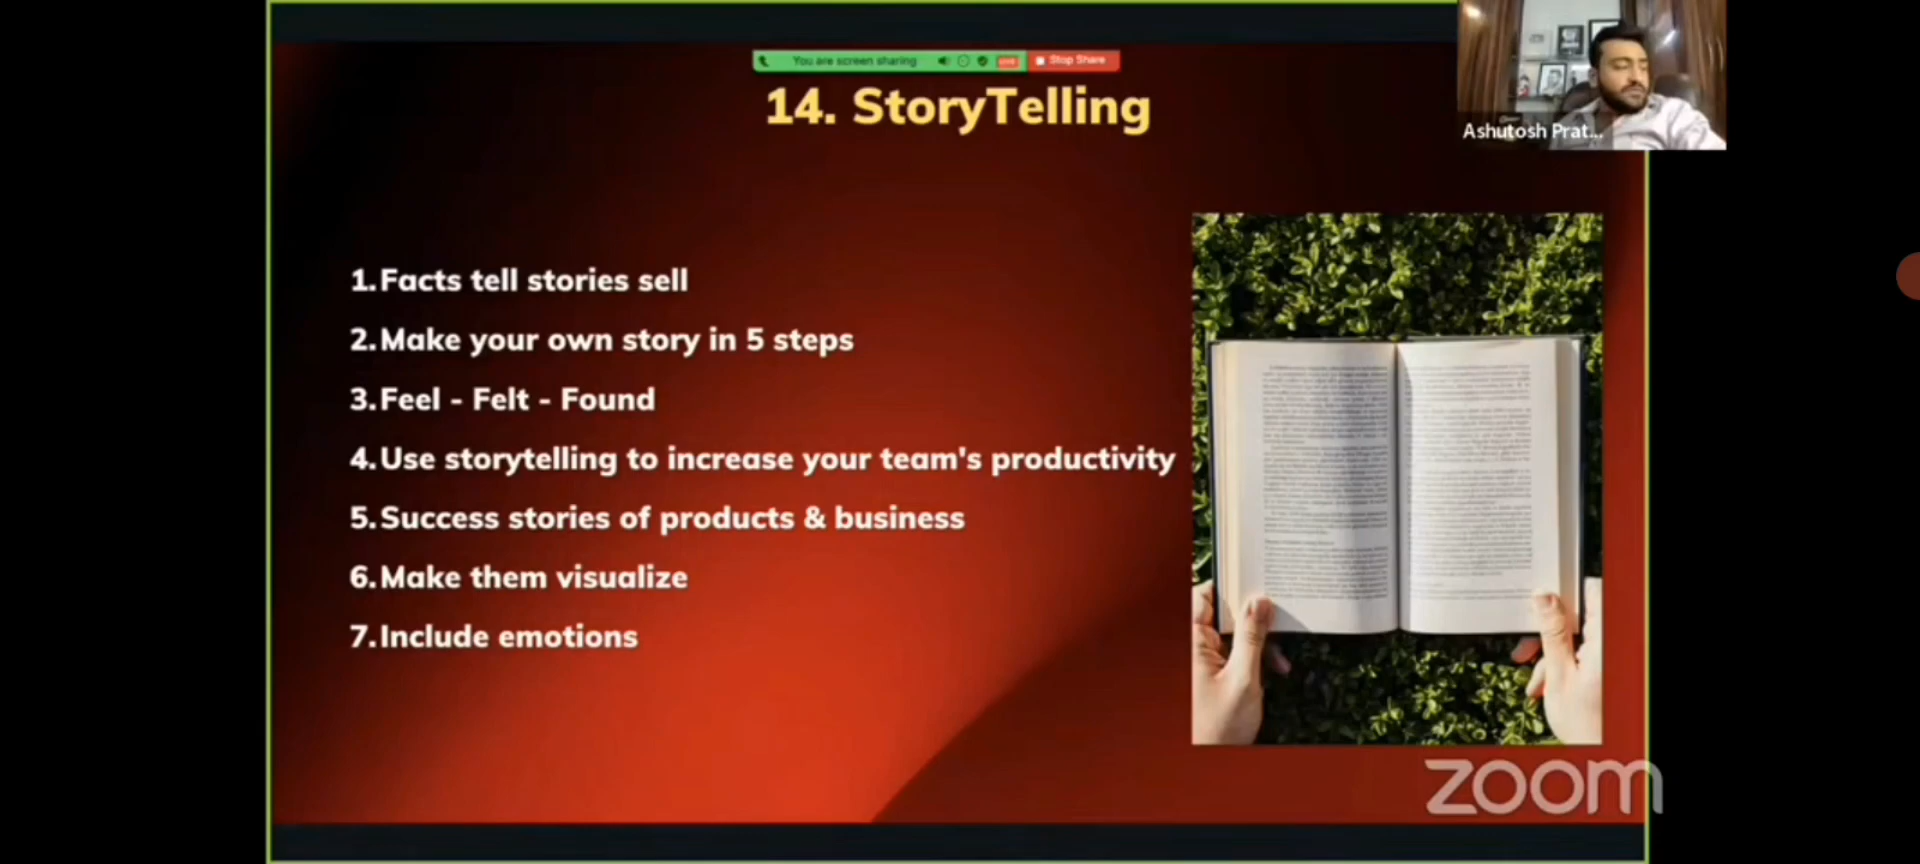 You are screen sharing LIVE Stop Share
14. StoryTelling
Ashutosh Prat...
1. Facts tell stories sell
2. Make your own story in 5 steps
3. Feel - Felt - Found
4. Use storytelling to increase your team's productivity
5. Success stories of products & business
6. Make them visualize
7. Include emotions
zoom